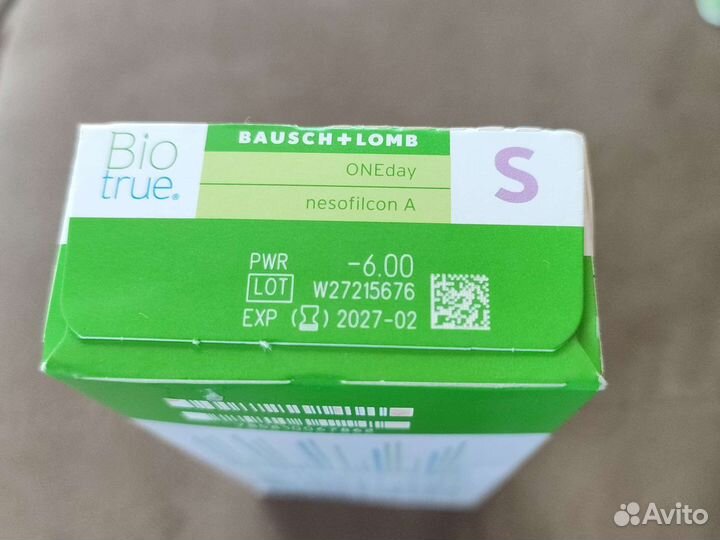 Bio
true®
BAUSCH+LOMB
ONEday
nesofilcon A
S
PWR -6.00
LOT W27215676
EXP 2027-02
Avito